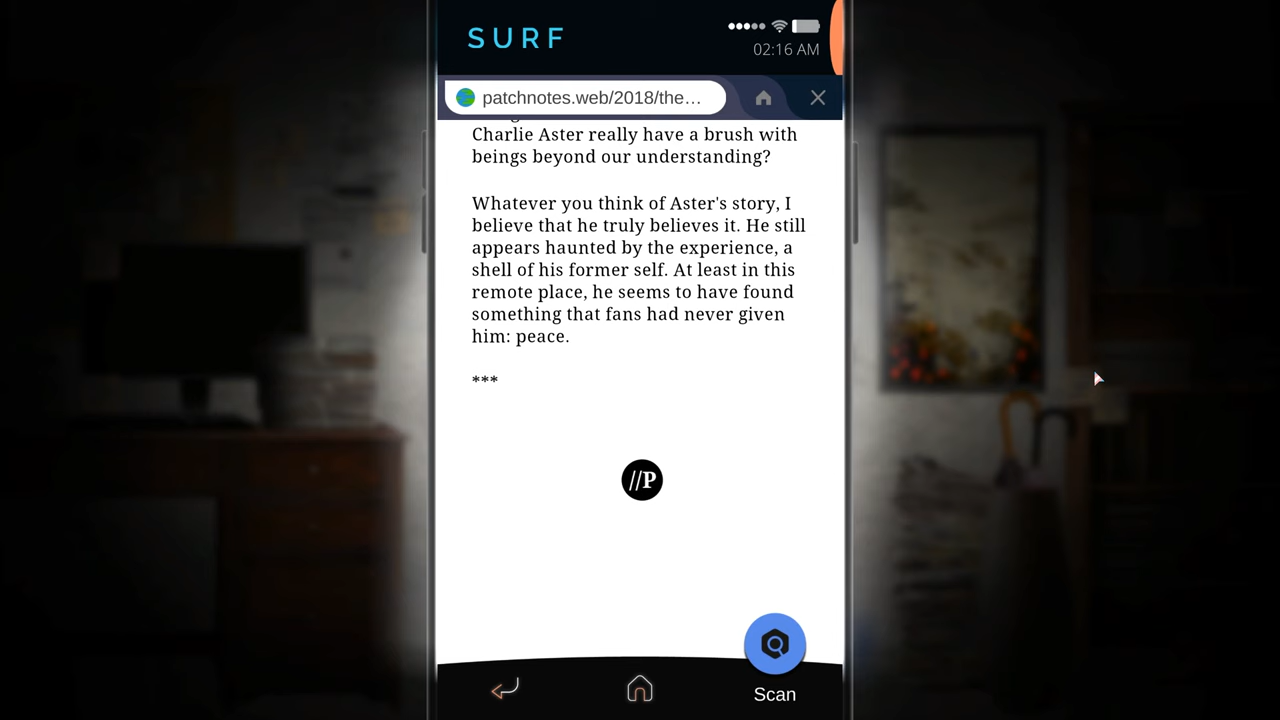 SURF
02:16 AM
patchnotes.web/2018/the...
Charlie Aster really have a brush with
beings beyond our understanding?
Whatever you think of Aster's story, I
believe that he truly believes it. He still
appears haunted by the experience, a
shell of his former self. At least in this
remote place, he seems to have found
something that fans had never given
him: peace.
***
//P
Scan